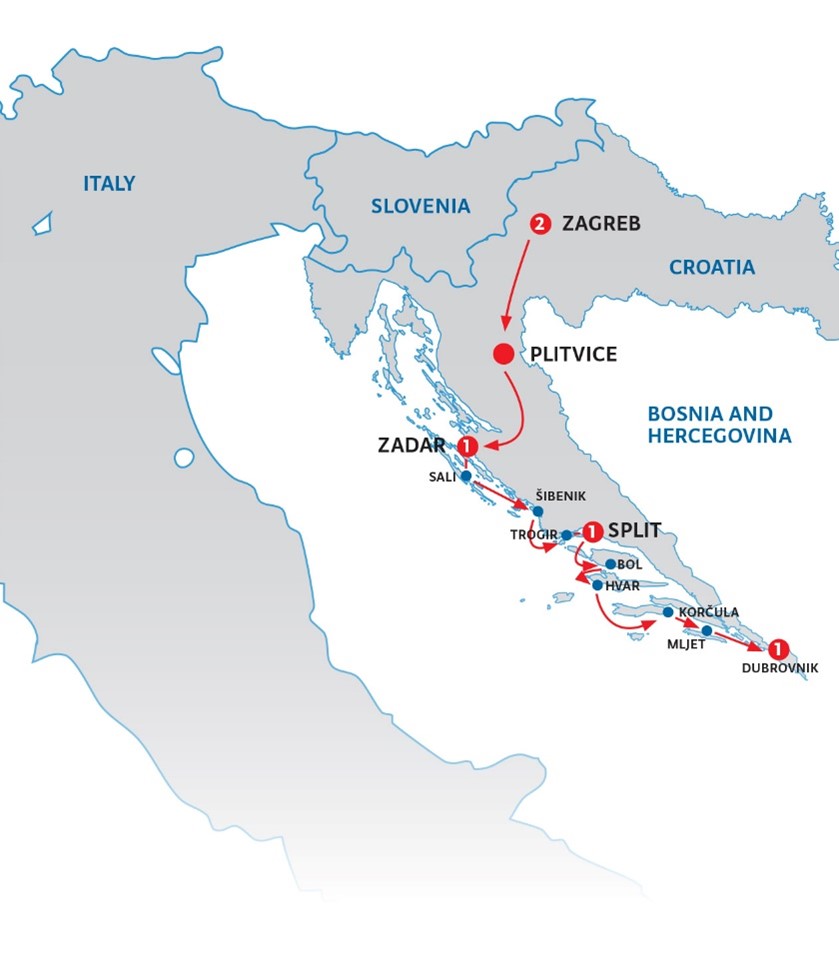 ITALY
SLOVENIA
2 ZAGREB
CROATIA
PLITVICE
BOSNIA AND
HERCEGOVINA
ZADAR 1
SALI
ŠIBENIK
TROGIR
1 SPLIT
BOL
HVAR
KORČULA
MLJET
1
DUBROVNIK